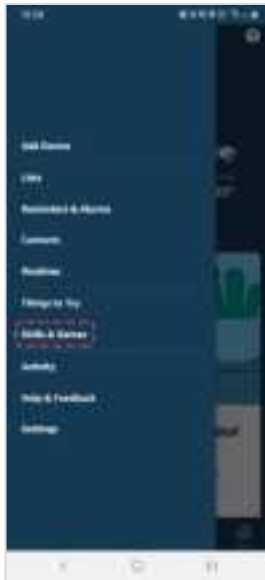 Add Device
Lists
Reminders & Alarms
Contacts
Routines
Things to Try
Skills & Games
Activity
Help & Feedback
Settings